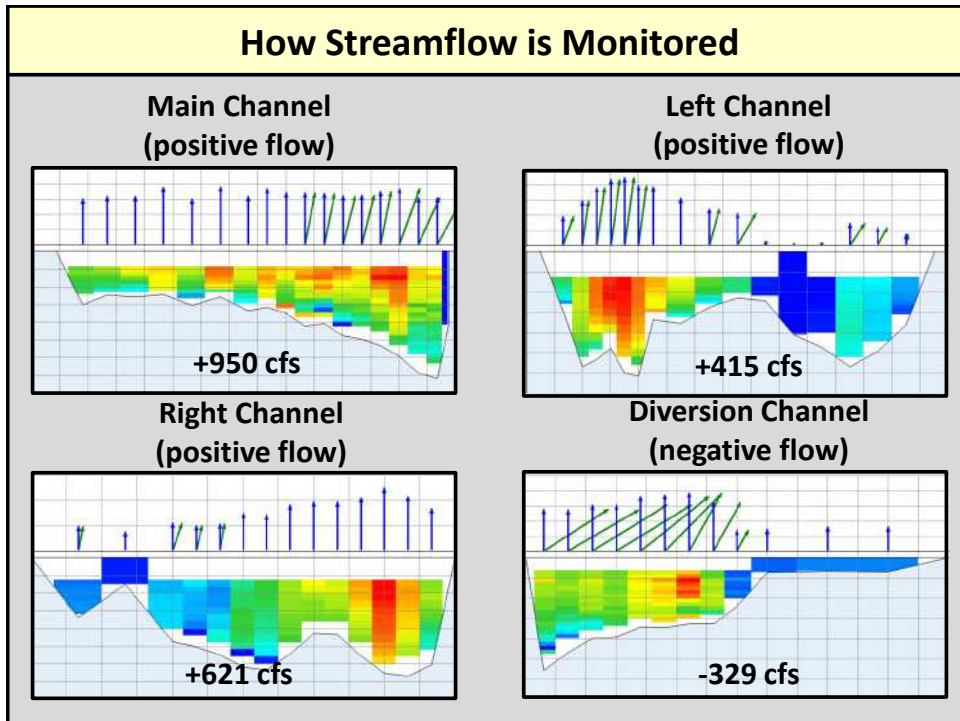 How Streamflow is Monitored
Main Channel
(positive flow)
+950 cfs
Left Channel
(positive flow)
+415 cfs
Right Channel
(positive flow)
+621 cfs
Diversion Channel
(negative flow)
-329 cfs